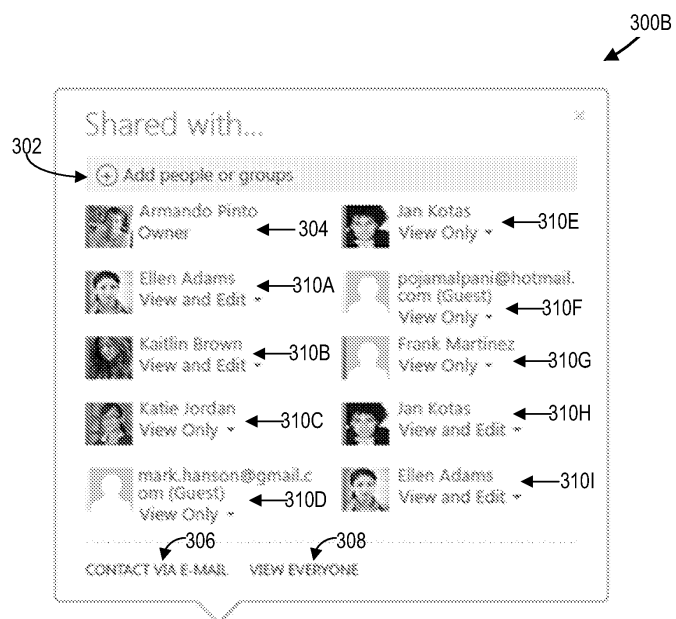 300B
Shared with...
×
302
Add people or groups
Armando Pinto
Owner
304
Jan Kotas
View Only
310E
Ellen Adams
View and Edit
310A
pojamalpani@hotmail.
com (Guest)
View Only
310F
Kaitlin Brown
View and Edit
310B
Frank Martinez
View Only
310G
Katie Jordan
View Only
310C
Jan Kotas
View and Edit
310H
mark.hanson@gmail.c
om (Guest)
View Only
310D
Ellen Adams
View and Edit
310I
306
308
CONTACT VIA E-MAIL
VIEW EVERYONE